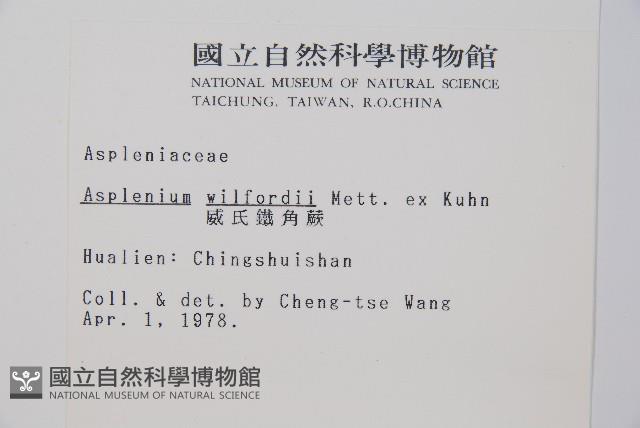 國立自然科學博物館
NATIONAL MUSEUM OF NATURAL SCIENCE
TAICHUNG, TAIWAN, R.O.CHINA
Aspleniaceae
Asplenium wilfordii Mett. ex Kuhn
威氏鐵角蕨
Hualien: Chingshuishan
Coll. & det. by Cheng-tse Wang
Apr. 1, 1978.
國立自然科學博物館
NATIONAL MUSEUM OF NATURAL SCIENCE